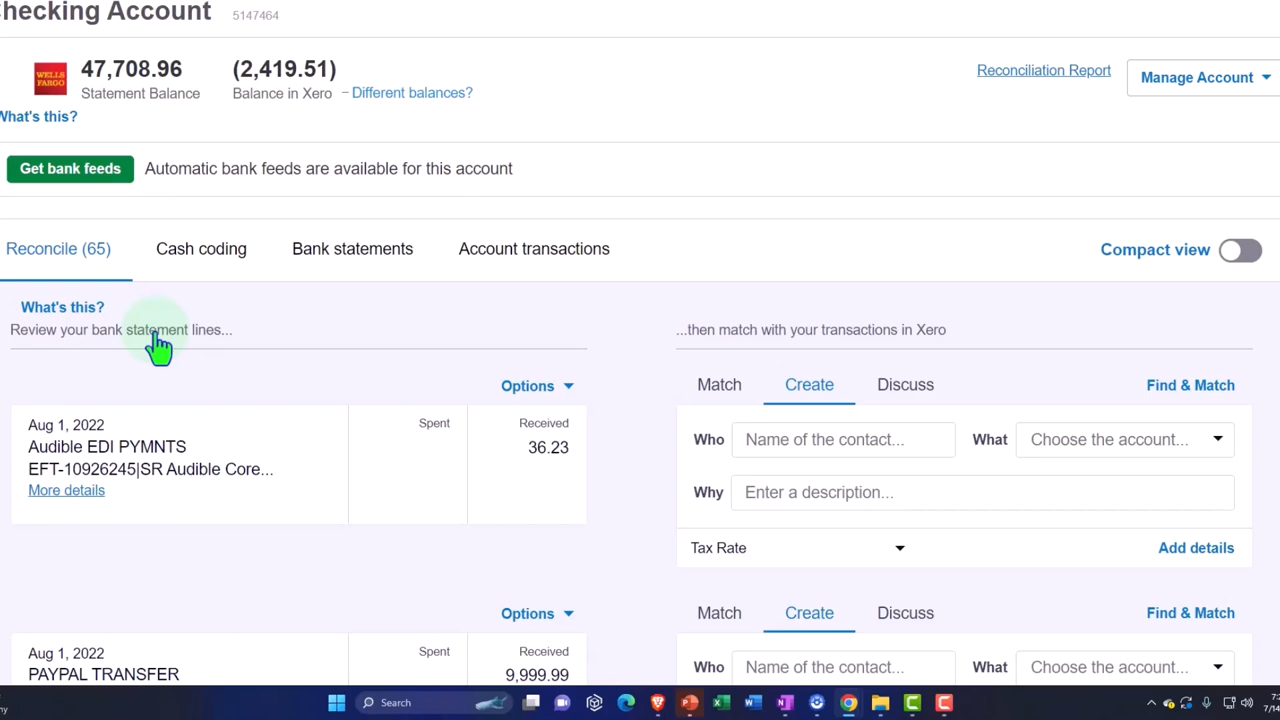 Checking Account 5147464
WELLS FARGO
47,708.96 (2,419.51)
Statement Balance Balance in Xero – Different balances?
Reconciliation Report Manage Account
What's this?
Get bank feeds Automatic bank feeds are available for this account
Reconcile (65) Cash coding Bank statements Account transactions Compact view
What's this?
Review your bank statement lines... ...then match with your transactions in Xero
Options Match Create Discuss Find & Match
Aug 1, 2022 Spent Received
Audible EDI PYMNTS 36.23
EFT-10926245|SR Audible Core...
More details
Who Name of the contact... What Choose the account...
Why Enter a description...
Tax Rate Add details
Options Match Create Discuss Find & Match
Aug 1, 2022 Spent Received
PAYPAL TRANSFER 9,999.99
Who Name of the contact... What Choose the account...
Search